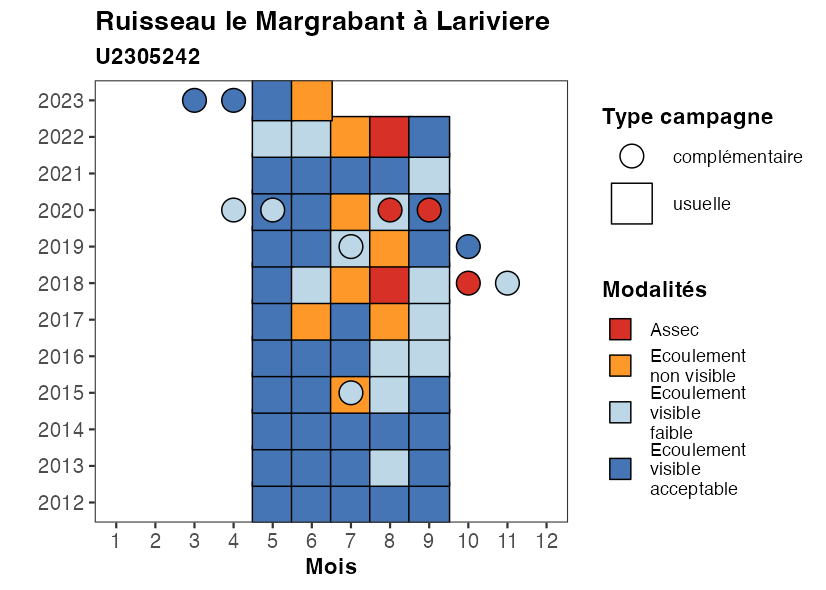 Ruisseau le Margrabant à Lariviere
U2305242
2023
2022
2021
2020
2019
2018
2017
2016
2015
2014
2013
2012
1 2 3 4 5 6 7 8 9 10 11 12
Mois
Type campagne
complémentaire
usuelle
Modalités
Assec
Ecoulement
non visible
Ecoulement
visible
faible
Ecoulement
visible
acceptable